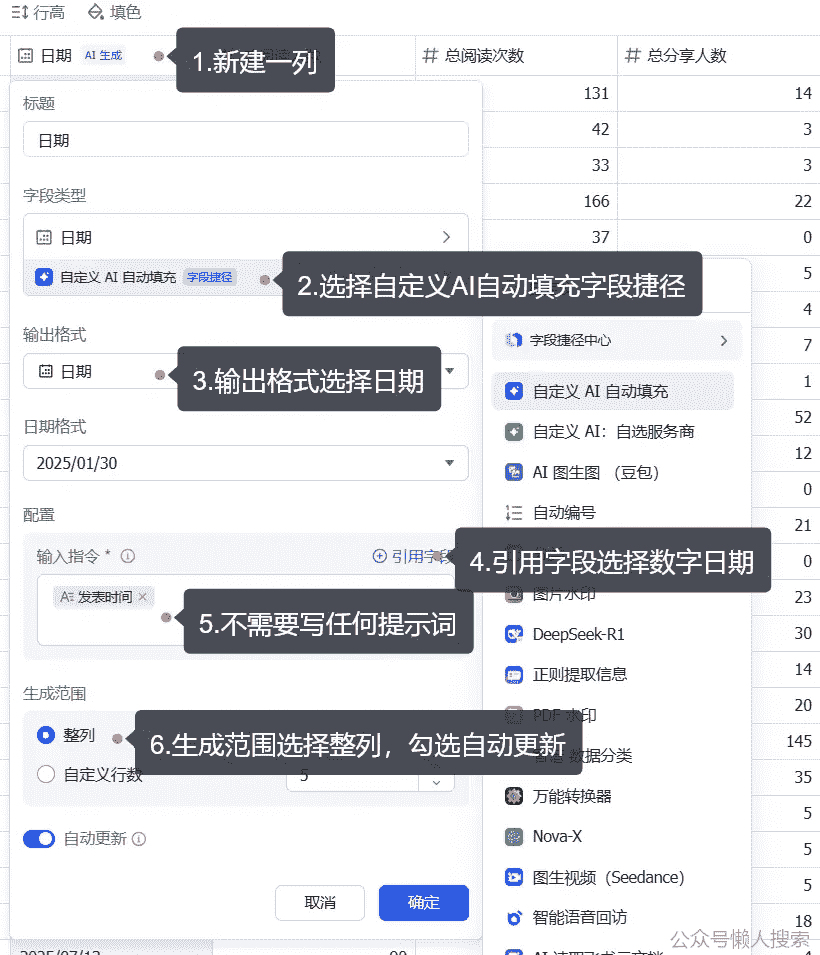 行高 填色
日期 AI 生成 总阅读次数 总分享人数
1.新建一列
标题
日期
字段类型
日期
自定义 AI 自动填充 字段捷径
2.选择自定义AI自动填充字段捷径
输出格式
日期
3.输出格式选择日期
日期格式
2025/01/30
配置
输入指令 * 引用字段
4.引用字段选择数字日期
发表时间
5.不需要写任何提示词
生成范围
整列
6.生成范围选择整列，勾选自动更新
自定义行数 5
自动更新
取消 确定
字段捷径中心
自定义 AI 自动填充
自定义 AI：自选服务商
AI 图生图 （豆包）
自动编号
图片水印
DeepSeek-R1
正则提取信息
PDF 水印
数据分类
万能转换器
Nova-X
图生视频（Seedance）
智能语音回访
131 14
42 3
33 3
166 22
37 0
5
4
7
1
52
12
0
21
0
23
30
14
20
145
35
5
5
5
18
公众号懒人搜索